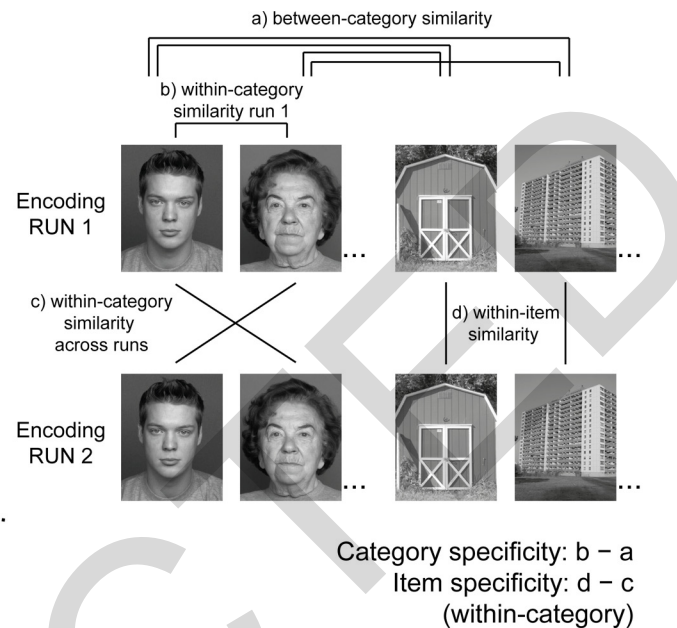 a) between-category similarity
b) within-category
similarity run 1
Encoding
RUN 1
...
...
c) within-category
similarity
across runs
d) within-item
similarity
Encoding
RUN 2
...
...
.
Category specificity: b − a
Item specificity: d − c
(within-category)
CTED